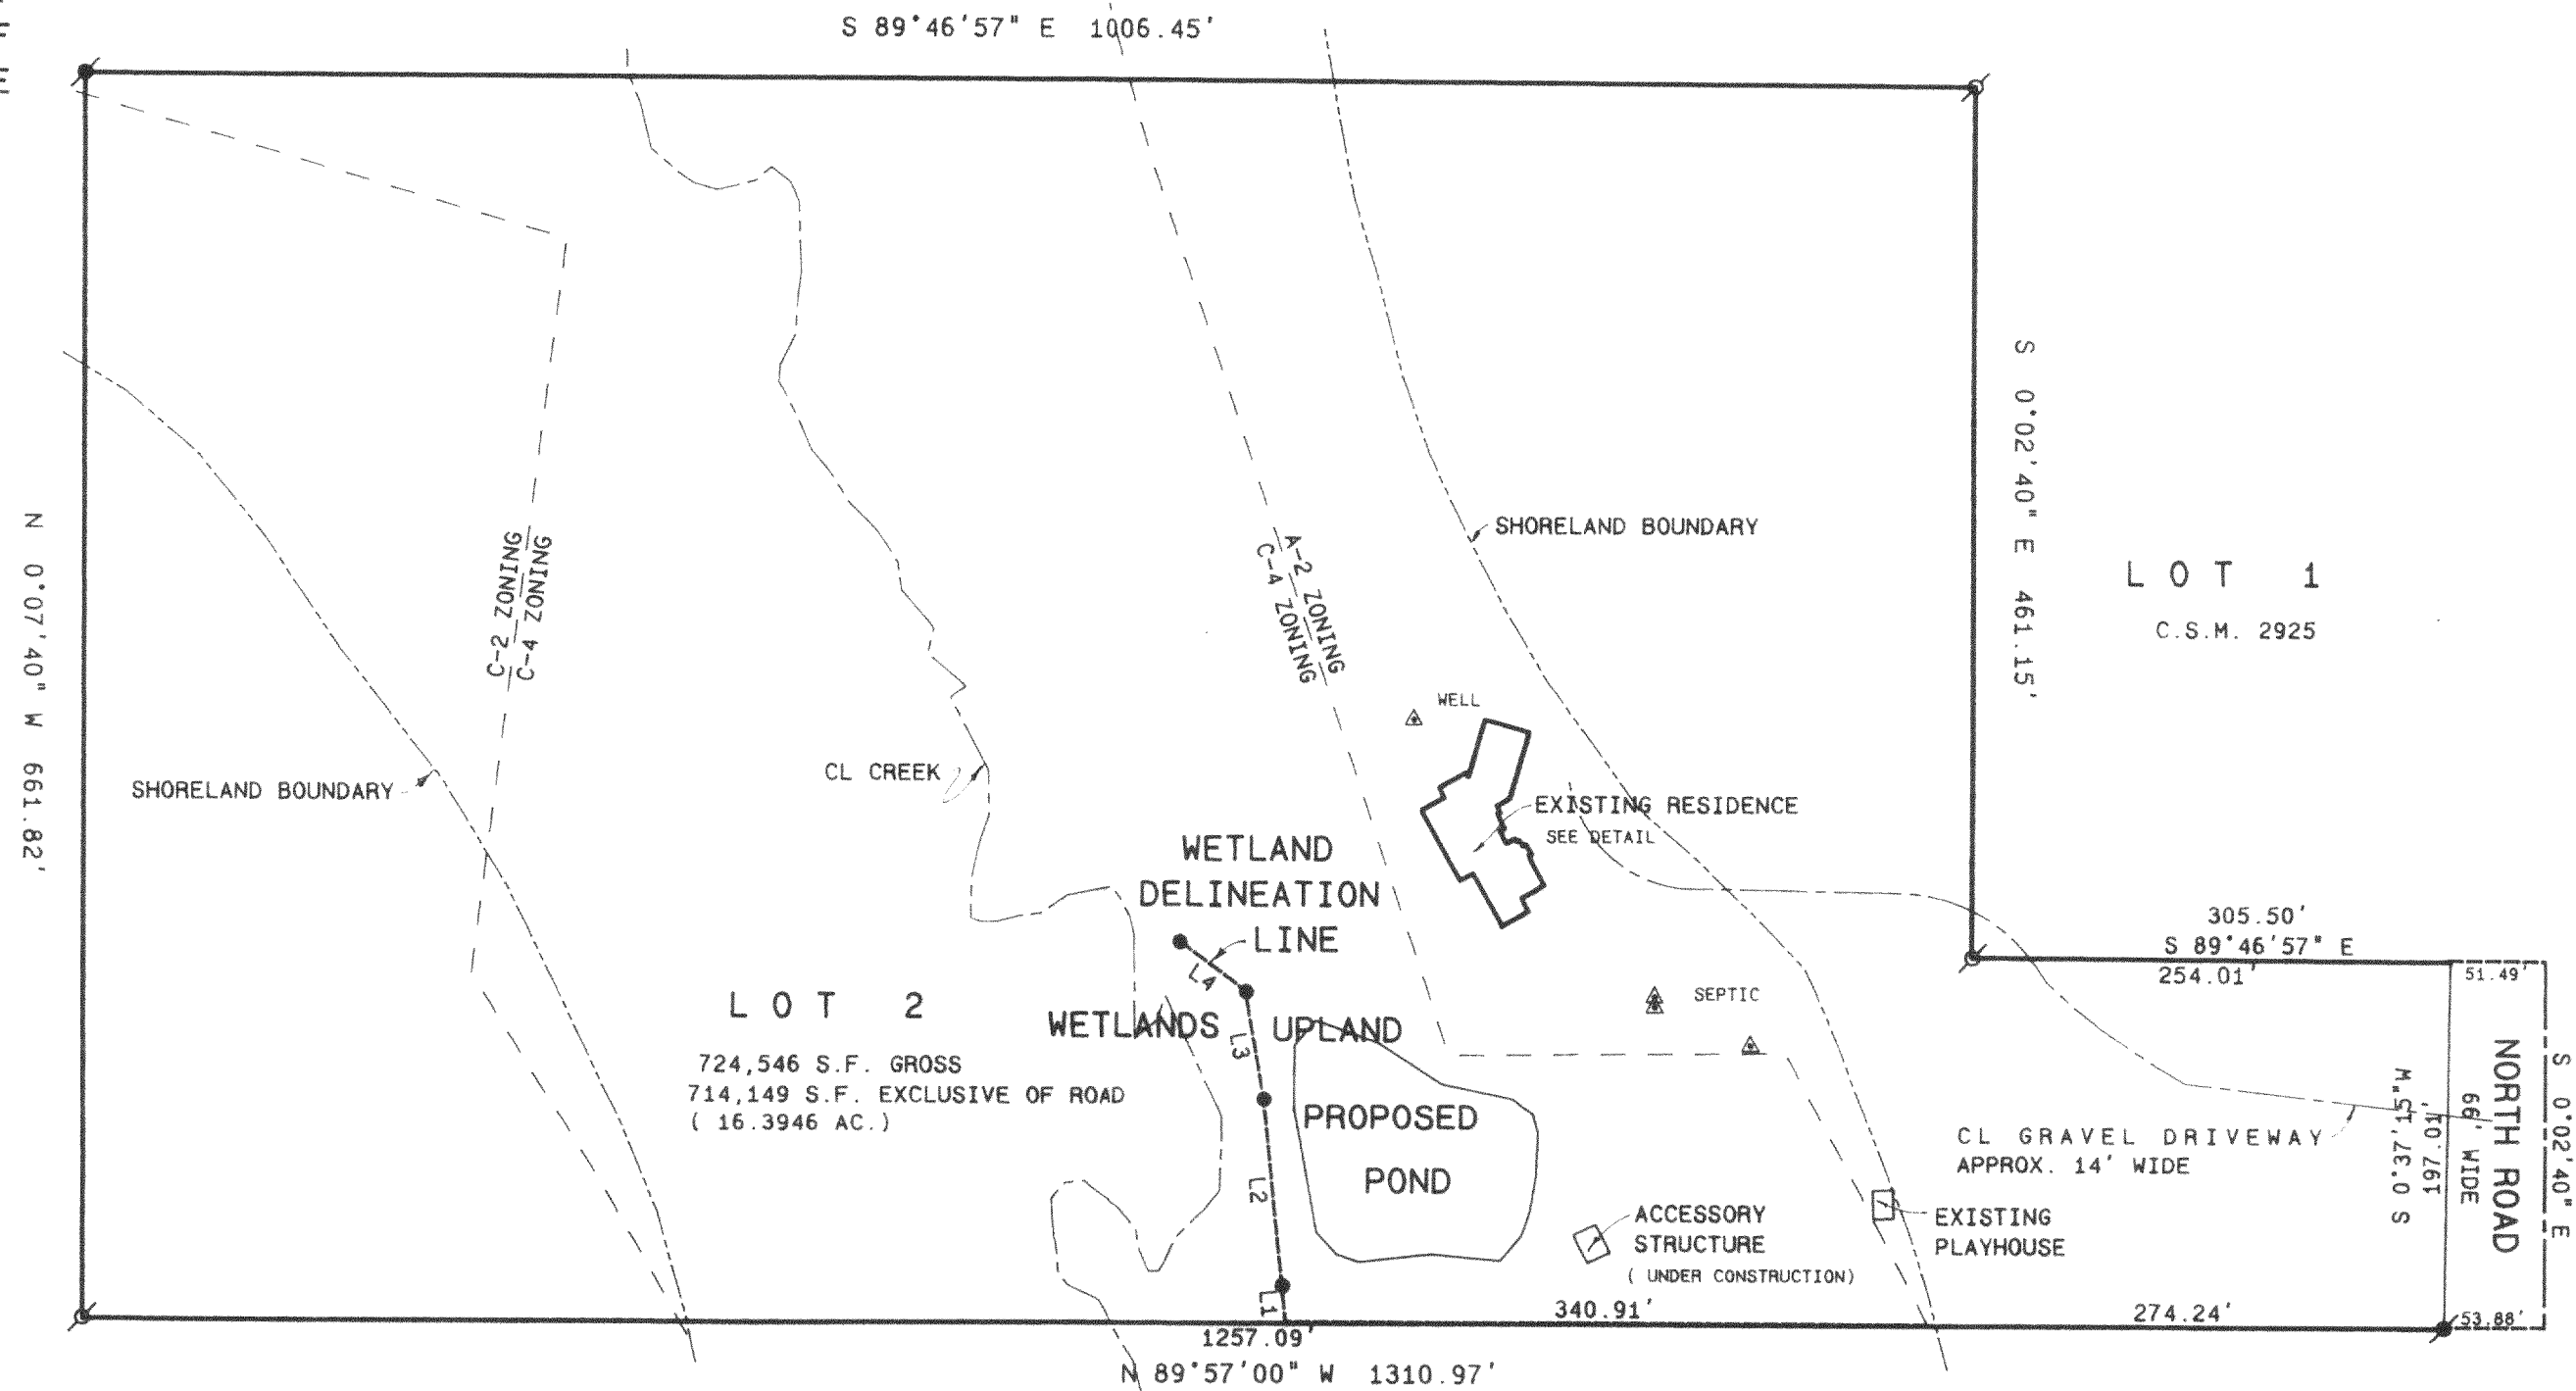 S 89°46'57" E 1006.45'
S 0°02'40" E 461.15'
N 0°07'40" W 661.82'
SHORELAND BOUNDARY
A-2 ZONING
C-4 ZONING
C-2 ZONING
C-4 ZONING
LOT 1
C.S.M. 2925
WELL
CL CREEK
SHORELAND BOUNDARY
EXISTING RESIDENCE
SEE DETAIL
WETLAND
DELINEATION
LINE
L4
305.50'
S 89°46'57" E
254.01'
51.49'
LOT 2
SEPTIC
WETLANDS
UPLAND
L3
724,546 S.F. GROSS
714,149 S.F. EXCLUSIVE OF ROAD
( 16.3946 AC.)
PROPOSED
POND
L2
CL GRAVEL DRIVEWAY
APPROX. 14' WIDE
S 0°37'15"W
197.01'
66' WIDE
NORTH ROAD
S 0°02'40" E
ACCESSORY
STRUCTURE
( UNDER CONSTRUCTION)
EXISTING
PLAYHOUSE
L1
340.91'
274.24'
53.88'
1257.09'
N 89°57'00" W 1310.97'